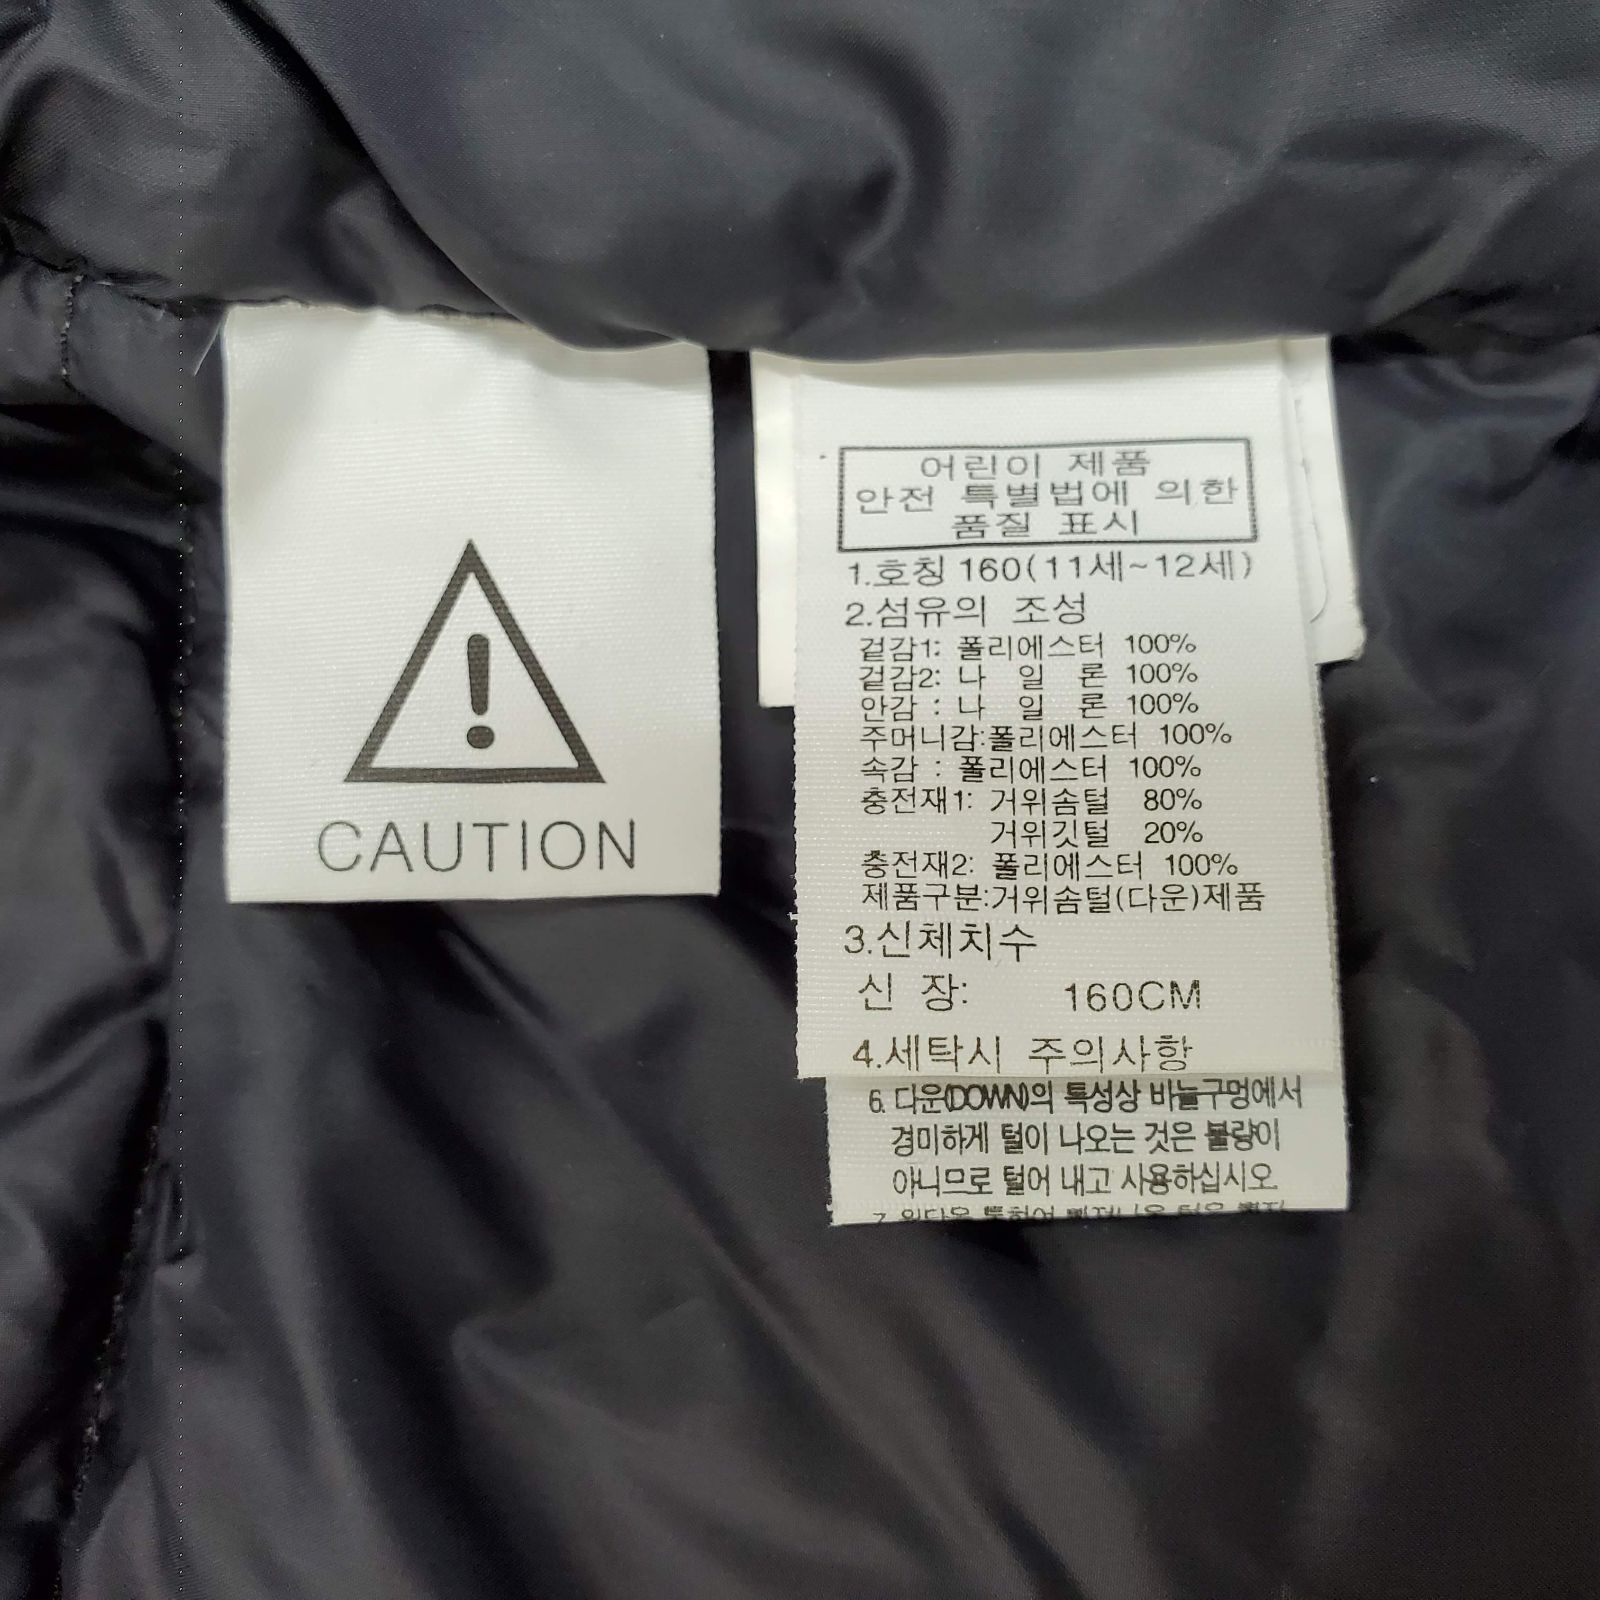 CAUTION
어린이 제품
안전 특별법에 의한
품질 표시
1.호칭 160(11세~12세)
2.섬유의 조성
겉감1: 폴리에스터 100%
겉감2: 나 일 론 100%
안감 : 나 일 론 100%
주머니감:폴리에스터 100%
속감 : 폴리에스터 100%
충전재1: 거위솜털 80%
거위깃털 20%
충전재2: 폴리에스터 100%
제품구분:거위솜털(다운)제품
3.신체치수
신 장: 160CM
4.세탁시 주의사항
6. 다운(DOWN)의 특성상 바늘구멍에서
경미하게 털이 나오는 것은 불량이
아니므로 털어 내고 사용하십시오